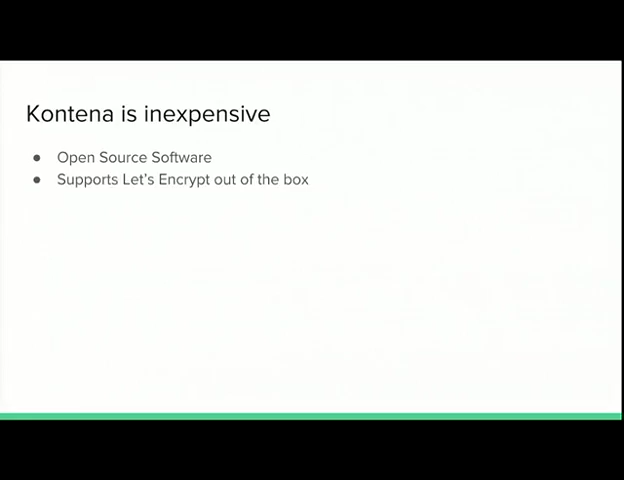 Kontena is inexpensive
● Open Source Software
● Supports Let's Encrypt out of the box